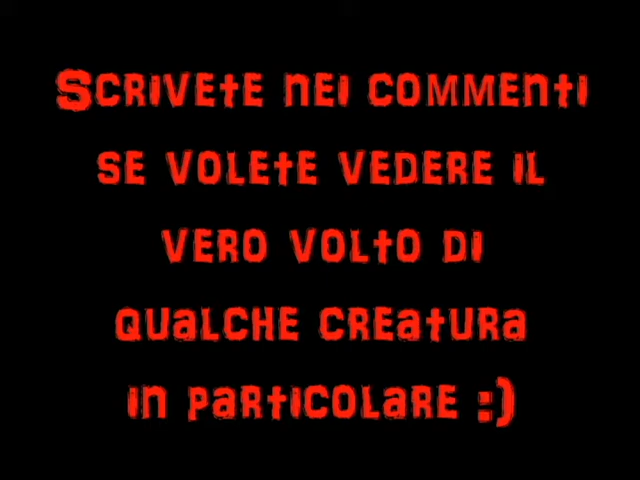 Scrivete nei commenti
se volete vedere il
vero volto di
qualche creatura
in particolare :)